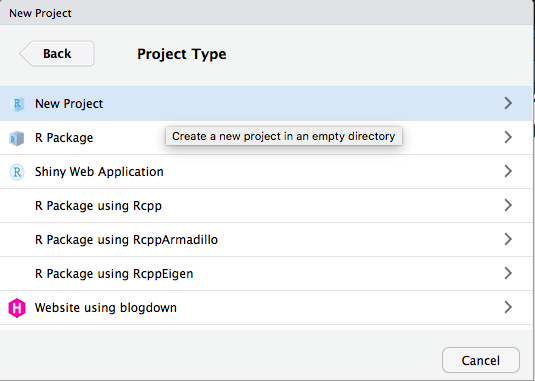 New Project
Back
Project Type
New Project
R Package
Create a new project in an empty directory
Shiny Web Application
R Package using Rcpp
R Package using RcppArmadillo
R Package using RcppEigen
Website using blogdown
Cancel